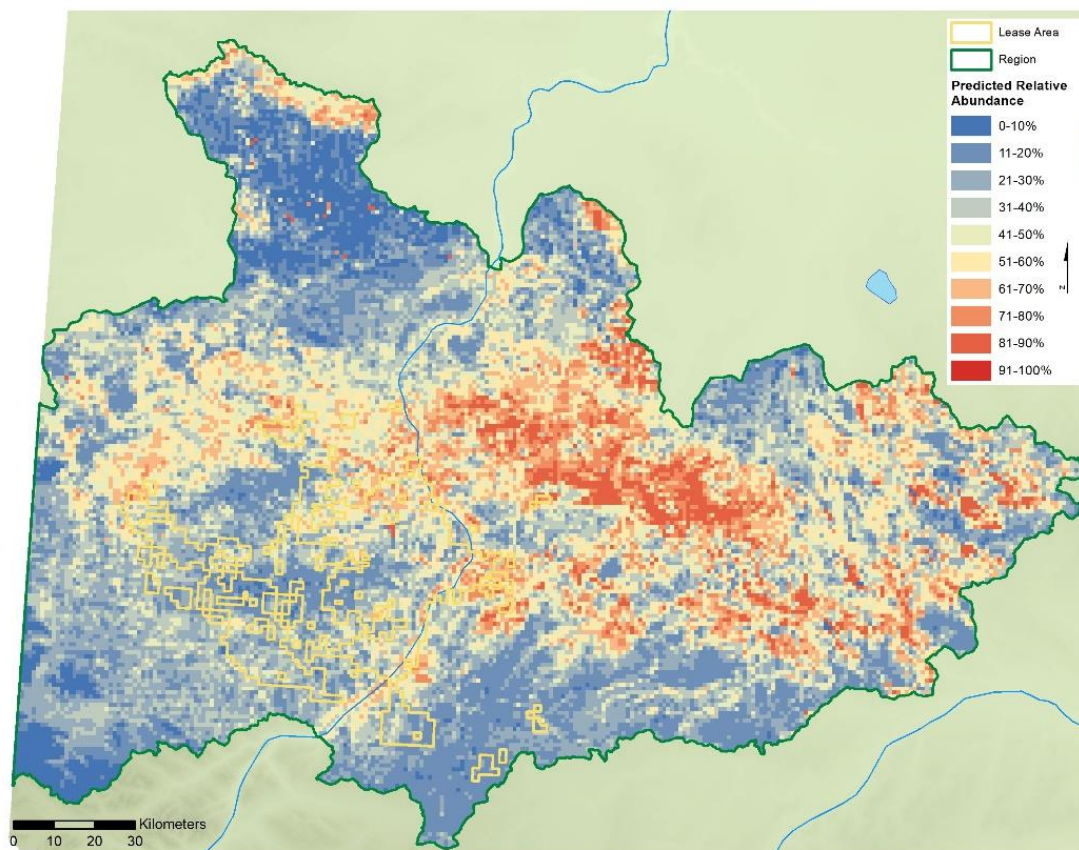 Lease Area
Region
Predicted Relative
Abundance
0-10%
11-20%
21-30%
31-40%
41-50%
51-60%
61-70%
71-80%
81-90%
91-100%
N
Kilometers
0 10 20 30